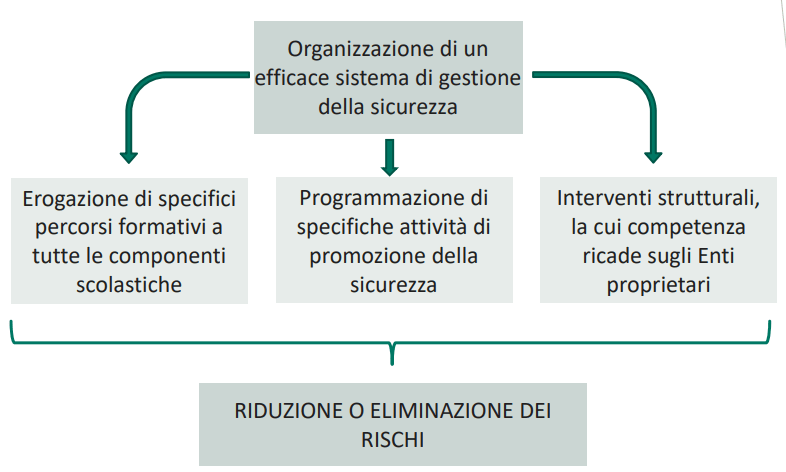 Organizzazione di un
efficace sistema di gestione
della sicurezza
Erogazione di specifici
percorsi formativi a
tutte le componenti
scolastiche
Programmazione di
specifiche attività di
promozione della
sicurezza
Interventi strutturali,
la cui competenza
ricade sugli Enti
proprietari
RIDUZIONE O ELIMINAZIONE DEI
RISCHI